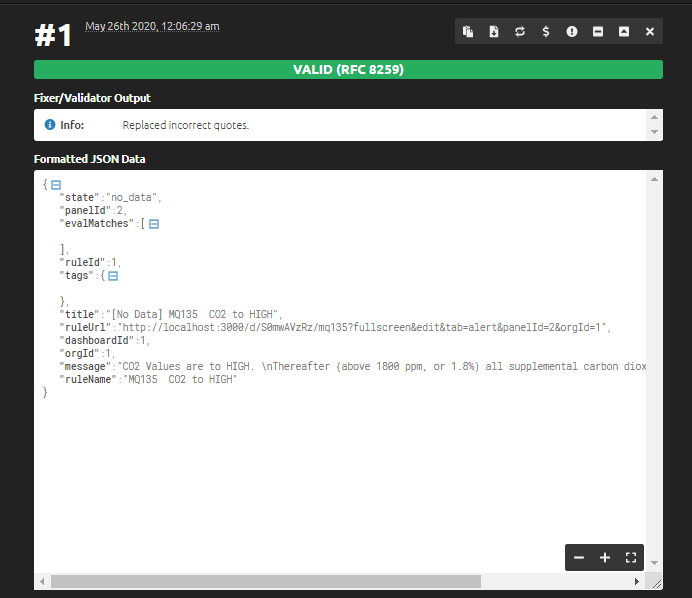 #1 May 26th 2020, 12:06:29 am
VALID (RFC 8259)
Fixer/Validator Output
Info: Replaced incorrect quotes.
Formatted JSON Data
{
"state":"no_data",
"panelId":2,
"evalMatches":[
],
"ruleId":1,
"tags":{
},
"title":"[No Data] MQ135  CO2 to HIGH",
"ruleUrl":"http://localhost:3000/d/S0mwAVzRz/mq135?fullscreen&edit&tab=alert&panelId=2&orgId=1",
"dashboardId":1,
"orgId":1,
"message":"CO2 Values are to HIGH. \nThereafter (above 1800 ppm, or 1.8%) all supplemental carbon diox
"ruleName":"MQ135  CO2 to HIGH"
}